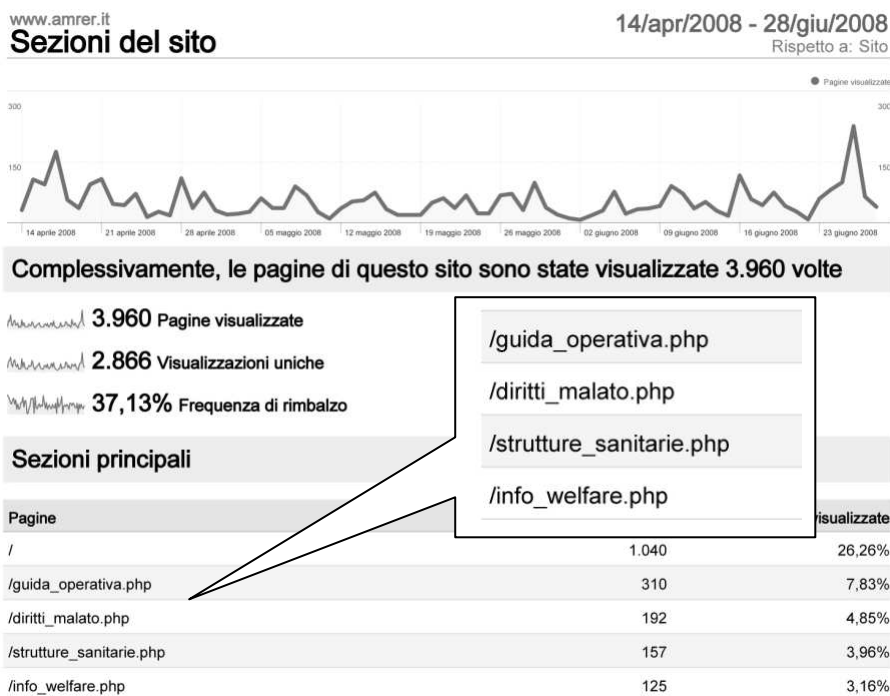 www.amrer.it
Sezioni del sito
14/apr/2008 - 28/giu/2008
Rispetto a: Sito
Pagine visualizzate
300
300
150
150
14 aprile 2008
21 aprile 2008
28 aprile 2008
05 maggio 2008
12 maggio 2008
19 maggio 2008
26 maggio 2008
02 giugno 2008
09 giugno 2008
16 giugno 2008
23 giugno 2008
Complessivamente, le pagine di questo sito sono state visualizzate 3.960 volte
3.960 Pagine visualizzate
2.866 Visualizzazioni uniche
37,13% Frequenza di rimbalzo
/guida_operativa.php
/diritti_malato.php
/strutture_sanitarie.php
/info_welfare.php
Sezioni principali
Pagine visualizzate
/ 1.040 26,26%
/guida_operativa.php 310 7,83%
/diritti_malato.php 192 4,85%
/strutture_sanitarie.php 157 3,96%
/info_welfare.php 125 3,16%